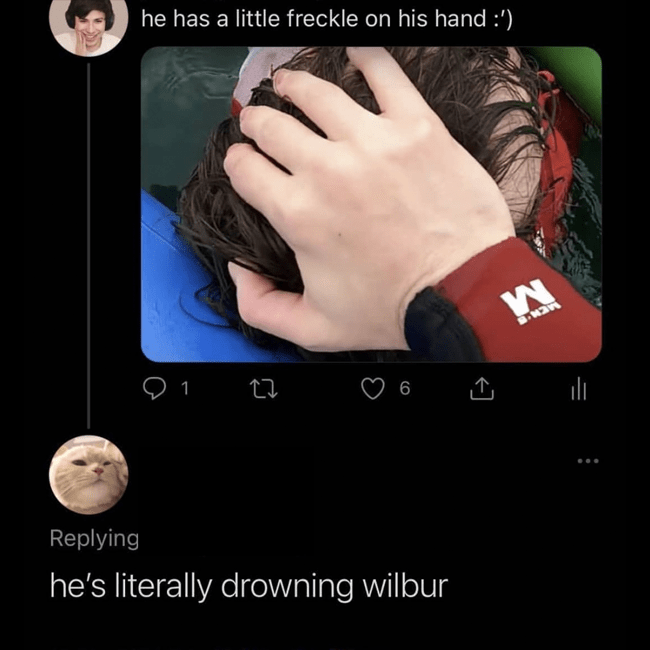 he has a little freckle on his hand :')
M
MEN'S
1
6
Replying
he's literally drowning wilbur